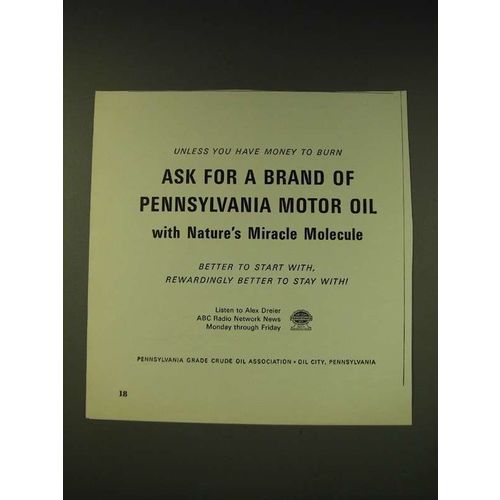 UNLESS YOU HAVE MONEY TO BURN
ASK FOR A BRAND OF
PENNSYLVANIA MOTOR OIL
with Nature's Miracle Molecule
BETTER TO START WITH,
REWARDINGLY BETTER TO STAY WITH!
Listen to Alex Dreier
ABC Radio Network News
Monday through Friday
PENNSYLVANIA GRADE CRUDE OIL ASSOCIATION • OIL CITY, PENNSYLVANIA
18